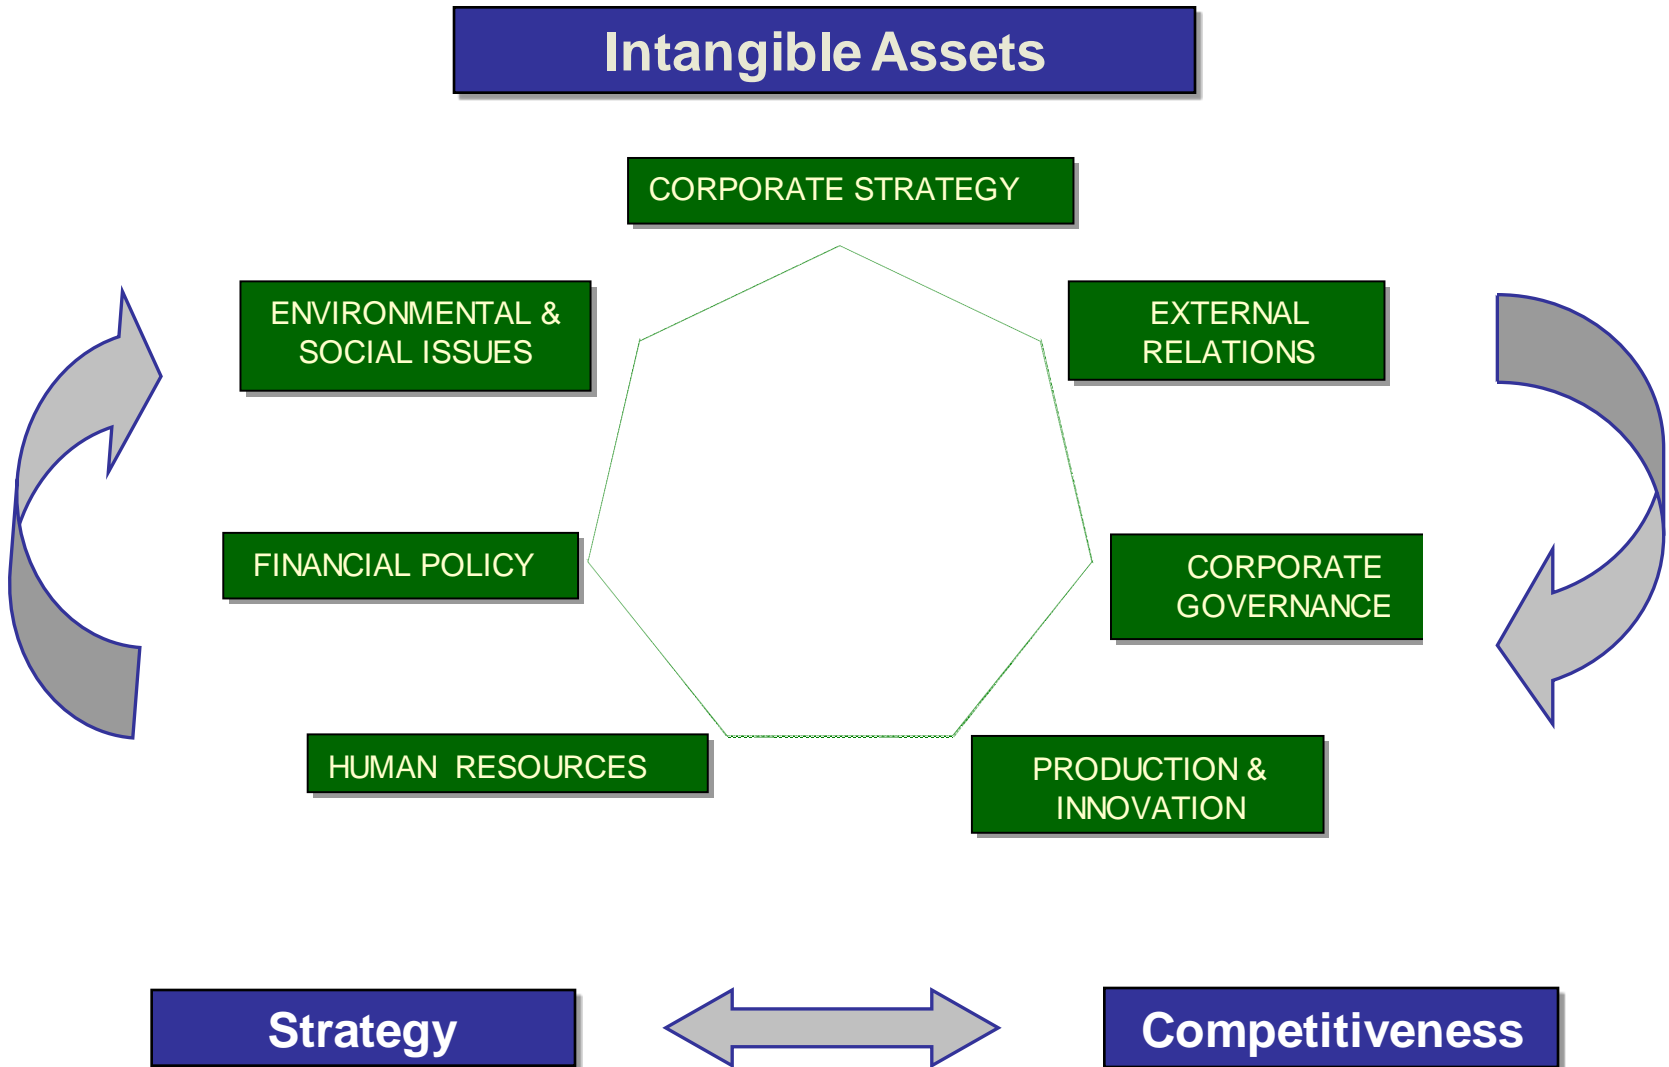 Intangible Assets
CORPORATE STRATEGY
ENVIRONMENTAL &
SOCIAL ISSUES
EXTERNAL
RELATIONS
FINANCIAL POLICY
CORPORATE
GOVERNANCE
HUMAN RESOURCES
PRODUCTION &
INNOVATION
Strategy
Competitiveness